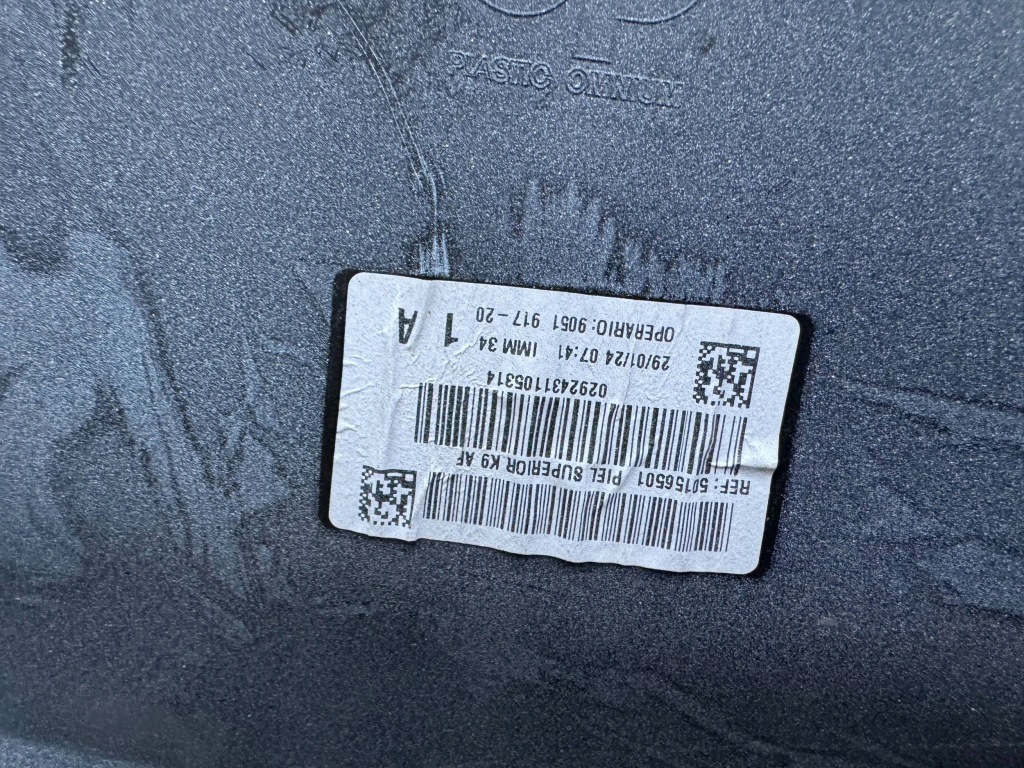 PLASTIC OMNIUM
REF: 50156501 PIEL SUPERIOR K9 AF
0292431105314
29/01/24 07:41 IMM 34 1 A
OPERARIO: 9051 917-20